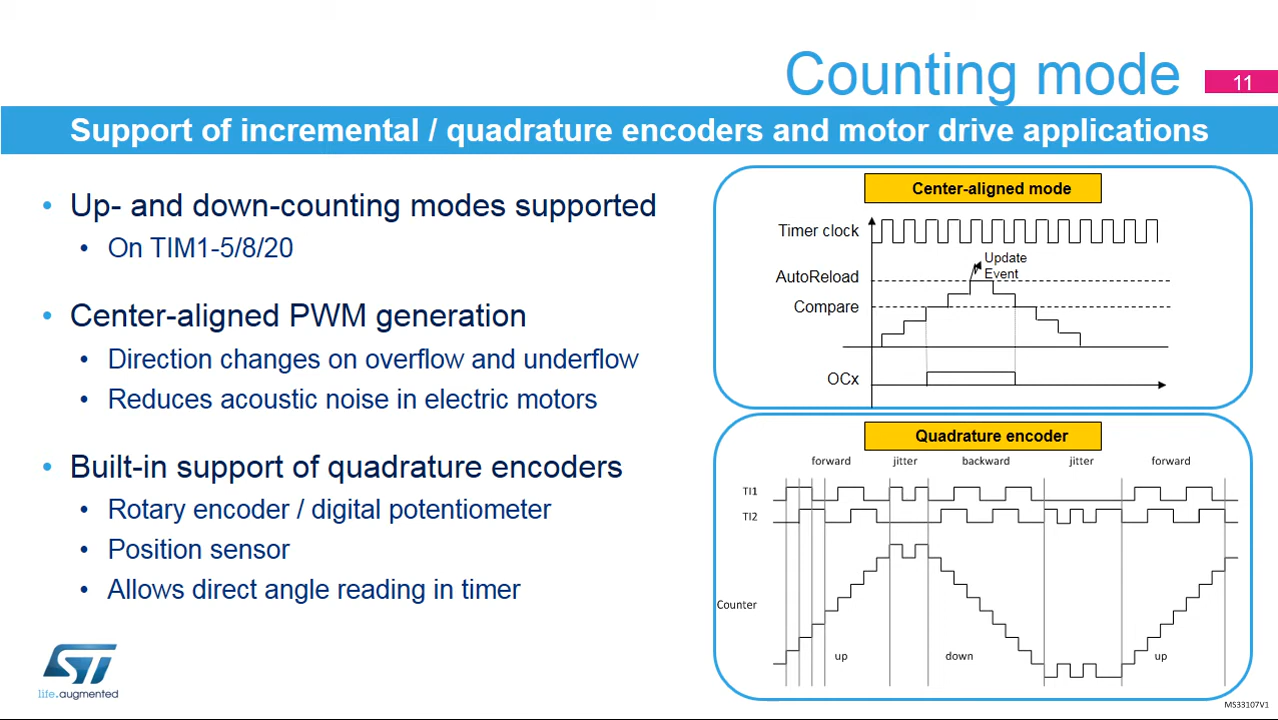 Counting mode
11
Support of incremental / quadrature encoders and motor drive applications
• Up- and down-counting modes supported
• On TIM1-5/8/20
• Center-aligned PWM generation
• Direction changes on overflow and underflow
• Reduces acoustic noise in electric motors
• Built-in support of quadrature encoders
• Rotary encoder / digital potentiometer
• Position sensor
• Allows direct angle reading in timer
Center-aligned mode
Timer clock
Update
Event
AutoReload
Compare
OCx
Quadrature encoder
forward jitter backward jitter forward
TI1
TI2
Counter
up down up
ST
life.augmented
MS33107V1